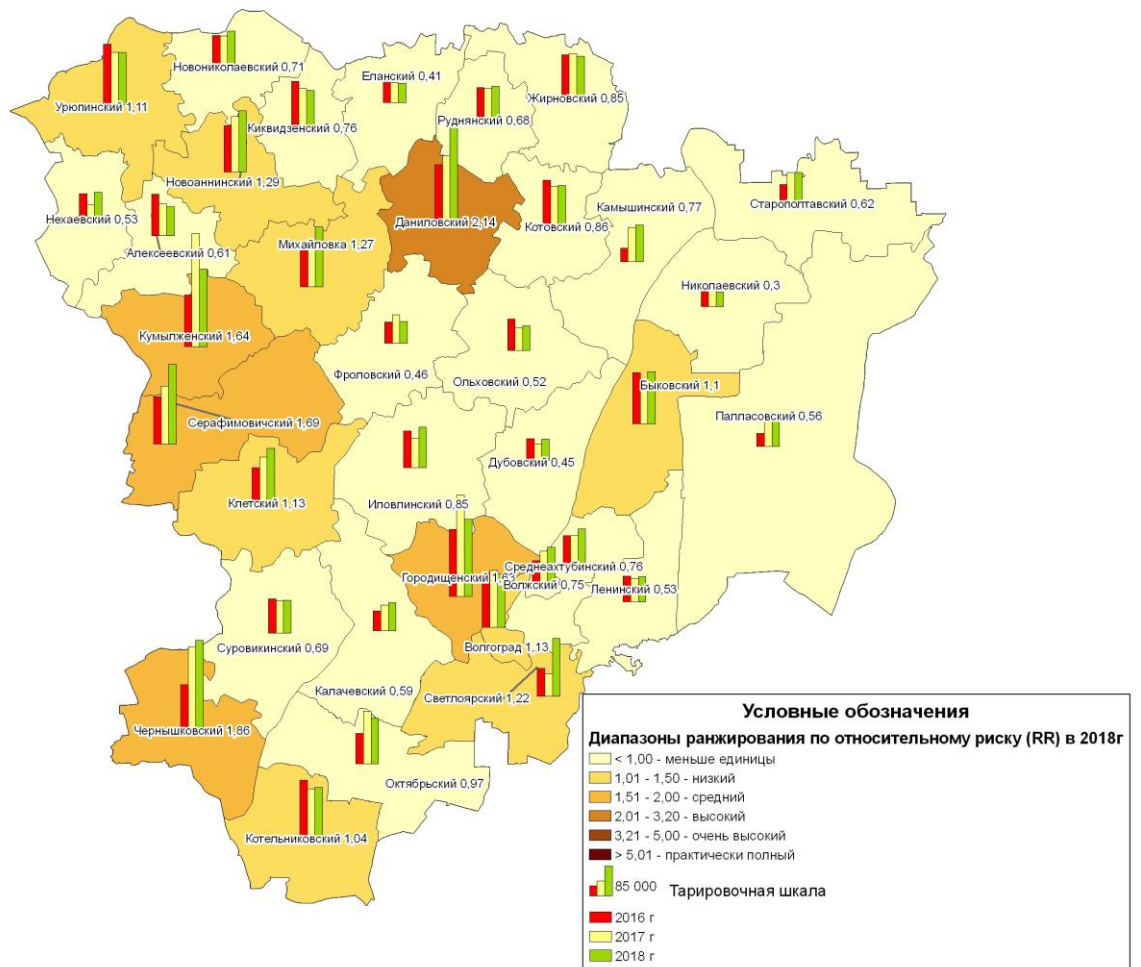 Новониколаевский 0,71
Еланский 0,41
Жирновский 0,85
Урюпинский 1,11
Киквидзенский 0,76
Руднянский 0,68
Новоаннинский 1,29
Нехаевский 0,53
Алексеевский 0,61
Михайловка 1,27
Даниловский 2,14
Котовский 0,86
Камышинский 0,77
Старополтавский 0,62
Николаевский 0,3
Кумылженский 1,64
Фроловский 0,46
Ольховский 0,52
Быковский 1,1
Палласовский 0,56
Серафимовичский 1,69
Клетский 1,13
Иловлинский 0,85
Дубовский 0,45
Городищенский 1,63
Среднеахтубинский 0,76
Волжский 0,75
Ленинский 0,53
Суровикинский 0,69
Волгоград 1,13
Калачевский 0,59
Светлоярский 1,22
Чернышковский 1,86
Октябрьский 0,97
Котельниковский 1,04
Условные обозначения
Диапазоны ранжирования по относительному риску (RR) в 2018г
< 1,00 - меньше единицы
1,01 - 1,50 - низкий
1,51 - 2,00 - средний
2,01 - 3,20 - высокий
3,21 - 5,00 - очень высокий
> 5,01 - практически полный
85 000 Тарировочная шкала
2016 г
2017 г
2018 г